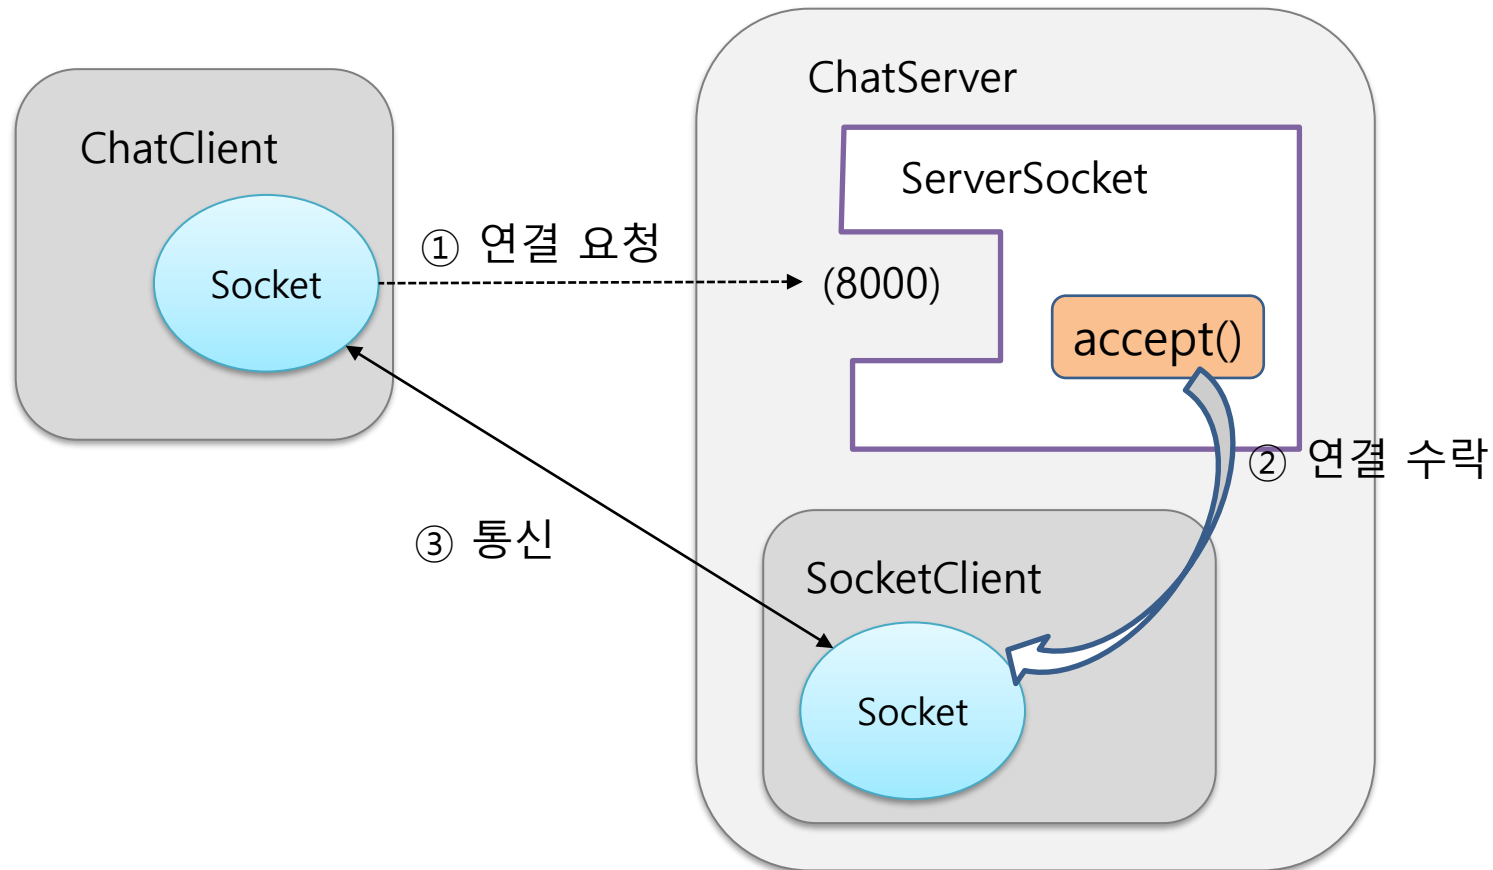 ChatServer
ChatClient
ServerSocket
① 연결 요청
Socket
(8000)
accept()
② 연결 수락
③ 통신
SocketClient
Socket